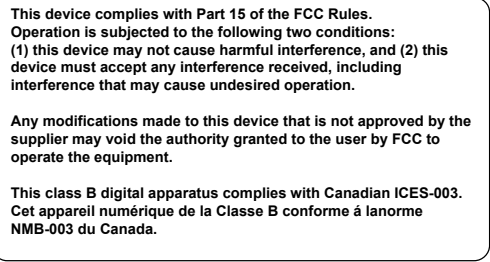 This device complies with Part 15 of the FCC Rules.
Operation is subjected to the following two conditions:
(1) this device may not cause harmful interference, and (2) this
device must accept any interference received, including
interference that may cause undesired operation.
Any modifications made to this device that is not approved by the
supplier may void the authority granted to the user by FCC to
operate the equipment.
This class B digital apparatus complies with Canadian ICES-003.
Cet appareil numérique de la Classe B conforme á lanorme
NMB-003 du Canada.